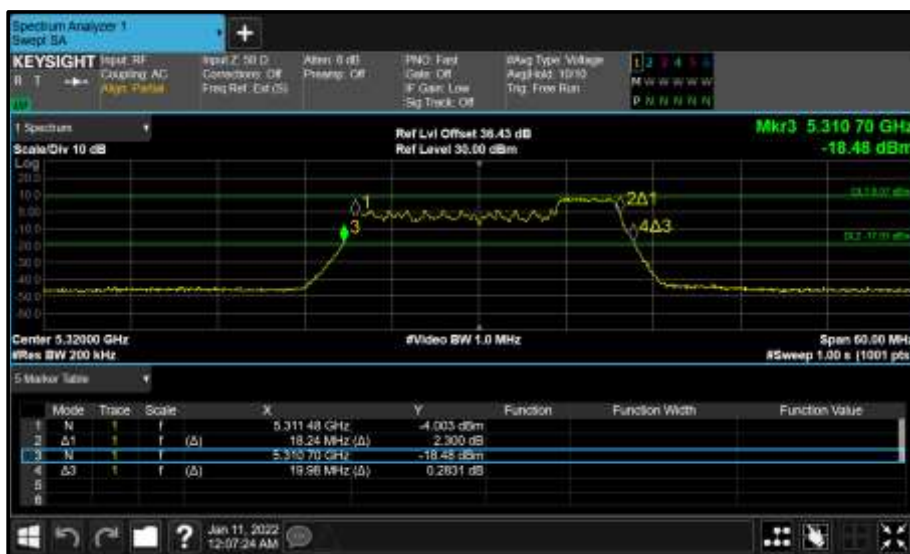 Spectrum Analyzer 1
Swept SA
KEYSIGHT Input: RF
R T
Coupling: AC
Align: Partial
Input Z: 50 Ω
Corrections: Off
Freq Ref: Ext (S)
Atten: 6 dB
Preamp: Off
PNO: Fast
Gate: Off
IF Gain: Low
Sig Track: Off
#Avg Type: Voltage
Avg|Hold: 10/10
Trig: Free Run
1 2 3 4 5 6
M W W W W W
P N N N N N
1 Spectrum
Scale/Div 10 dB
Ref Lvl Offset 36.43 dB
Ref Level 30.00 dBm
Mkr3 5.310 70 GHz
-18.48 dBm
Log
20.0
10.0
0.00
-10.0
-20.0
-30.0
-40.0
-50.0
1
3
2Δ1
4Δ3
Center 5.32000 GHz
#Res BW 200 kHz
#Video BW 1.0 MHz
Span 60.00 MHz
#Sweep 1.00 s (1001 pts)
5 Marker Table
Mode Trace Scale X Y Function Function Width Function Value
1 N 1 f 5.311 48 GHz -4.003 dBm
2 Δ1 1 f (Δ) 18.24 MHz (Δ) 2.300 dB
3 N 1 f 5.310 70 GHz -18.48 dBm
4 Δ3 1 f (Δ) 19.98 MHz (Δ) 0.2831 dB
5
6
?
Jan 11, 2022
12:07:24 AM